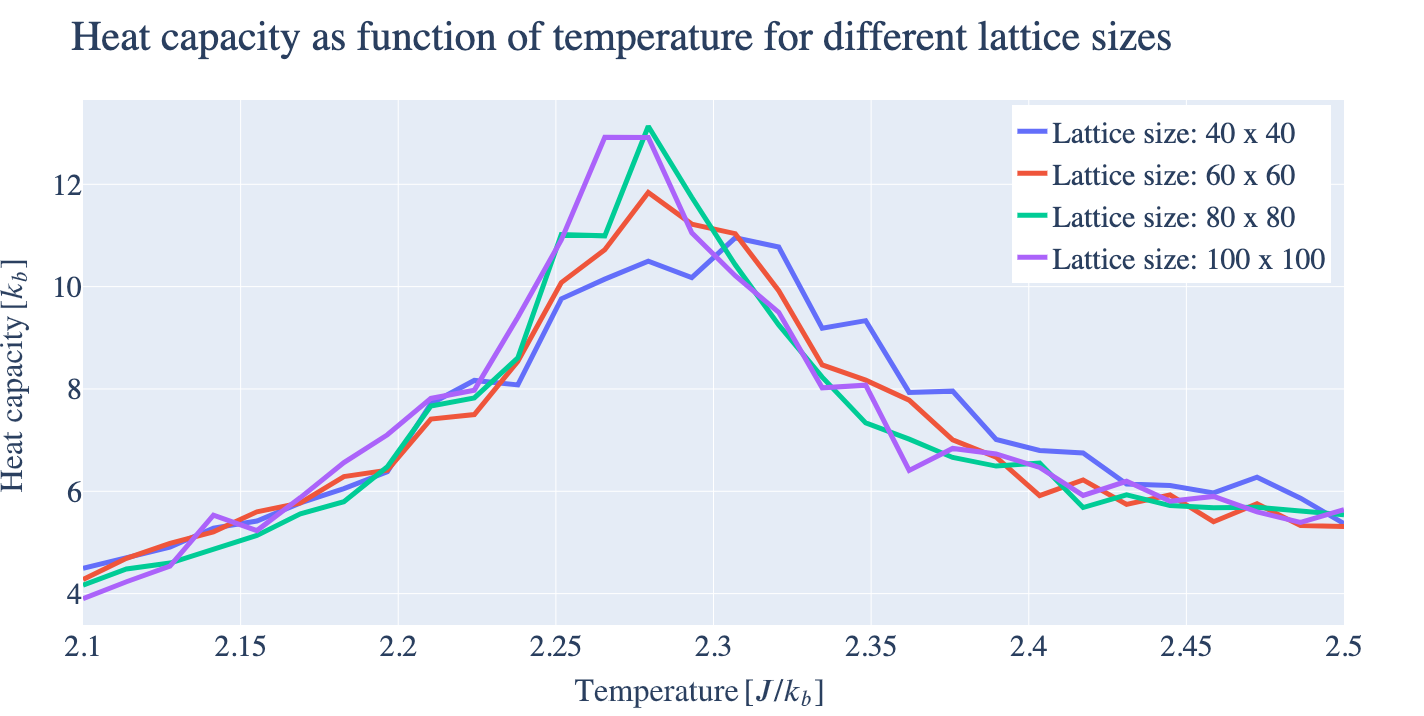 Heat capacity as function of temperature for different lattice sizes
Lattice size: 40 x 40
Lattice size: 60 x 60
Lattice size: 80 x 80
Lattice size: 100 x 100
Heat capacity [k_b]
12
10
8
6
4
2.1 2.15 2.2 2.25 2.3 2.35 2.4 2.45 2.5
Temperature [J/k_b]